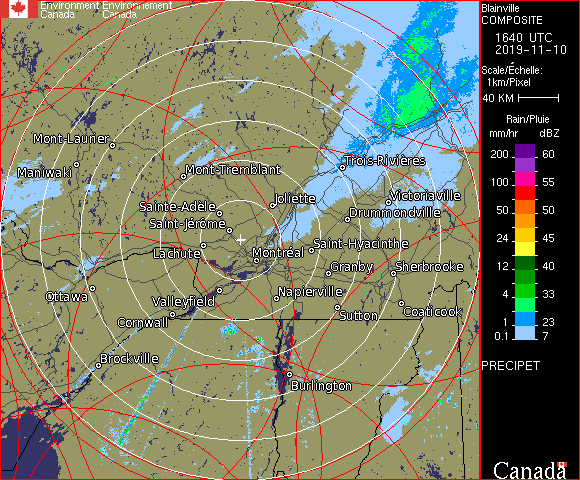 Environment Environnement
Canada Canada
Blainville
COMPOSITE
1640 UTC
2019-11-10
Scale/Échelle:
1km/Pixel
40 KM
Rain/Pluie
mm/hr dBZ
200 60
150 57
100 55
50 50
24 45
12 40
4 33
1 23
0.1 7
PRECIPET
Canada
Mont-Laurier
Maniwaki
Mont-Tremblant
Trois-Rivières
Joliette
Victoriaville
Sainte-Adèle
Drummondville
Saint-Jérôme
Lachute
Montréal
Saint-Hyacinthe
Granby
Sherbrooke
Ottawa
Valleyfield
Napierville
Cornwall
Sutton
Coaticook
Brockville
Burlington